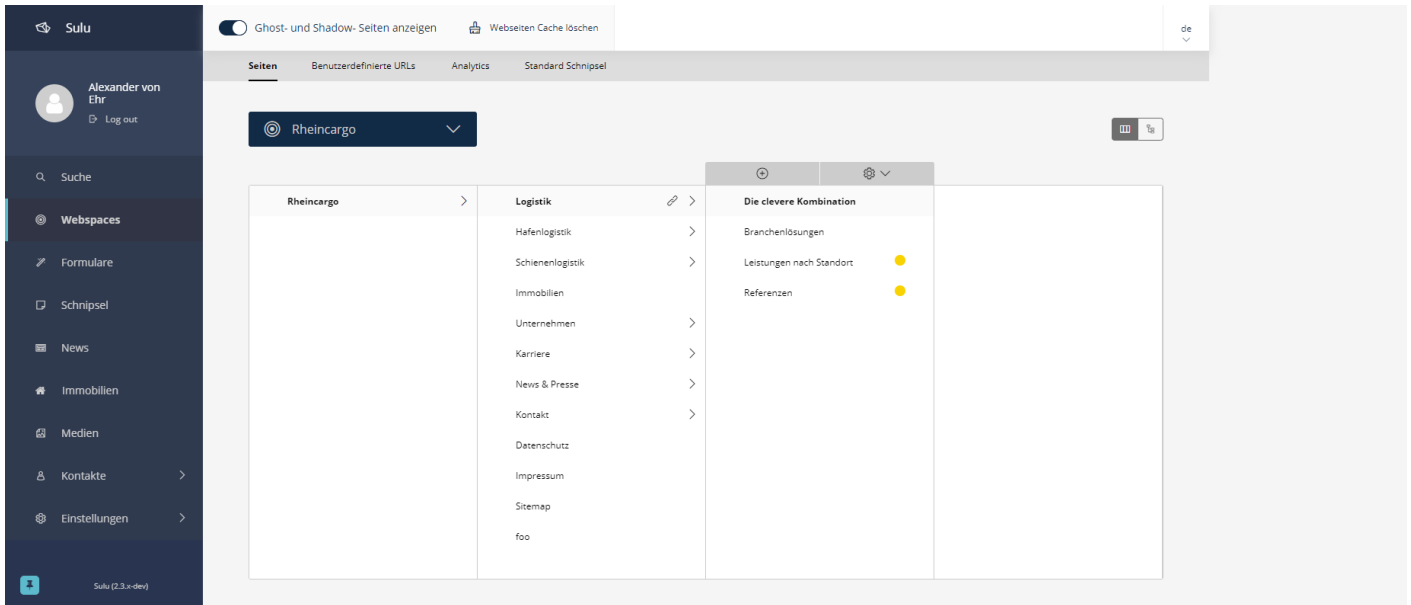 Sulu
Ghost- und Shadow- Seiten anzeigen
Webseiten Cache löschen
de
Seiten
Benutzerdefinierte URLs
Analytics
Standard Schnipsel
Alexander von
Ehr
Log out
Suche
Webspaces
Formulare
Schnipsel
News
Immobilien
Medien
Kontakte
Einstellungen
Sulu (2.3.x-dev)
Rheincargo
Rheincargo
Logistik
Hafenlogistik
Schienenlogistik
Immobilien
Unternehmen
Karriere
News & Presse
Kontakt
Datenschutz
Impressum
Sitemap
foo
Die clevere Kombination
Branchenlösungen
Leistungen nach Standort
Referenzen